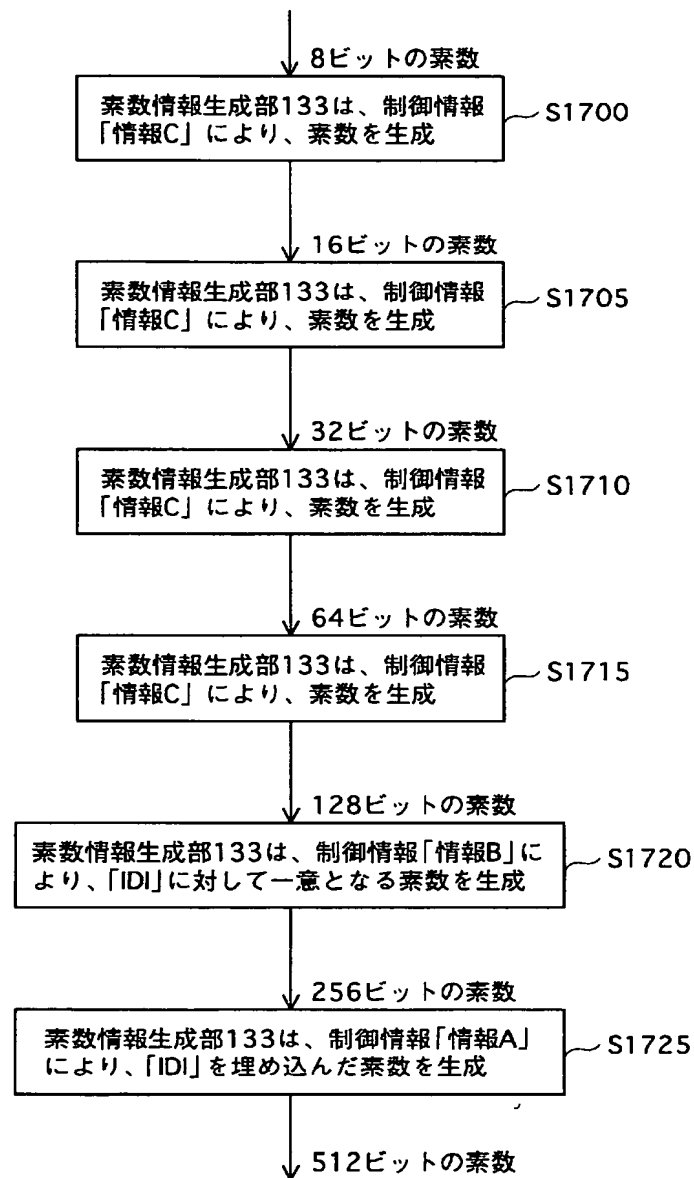 8ビットの素数
素数情報生成部133は、制御情報
「情報C」により、素数を生成
S1700
16ビットの素数
素数情報生成部133は、制御情報
「情報C」により、素数を生成
S1705
32ビットの素数
素数情報生成部133は、制御情報
「情報C」により、素数を生成
S1710
64ビットの素数
素数情報生成部133は、制御情報
「情報C」により、素数を生成
S1715
128ビットの素数
素数情報生成部133は、制御情報「情報B」に
より、「IDI」に対して一意となる素数を生成
S1720
256ビットの素数
素数情報生成部133は、制御情報「情報A」
により、「IDI」を埋め込んだ素数を生成
S1725
512ビットの素数